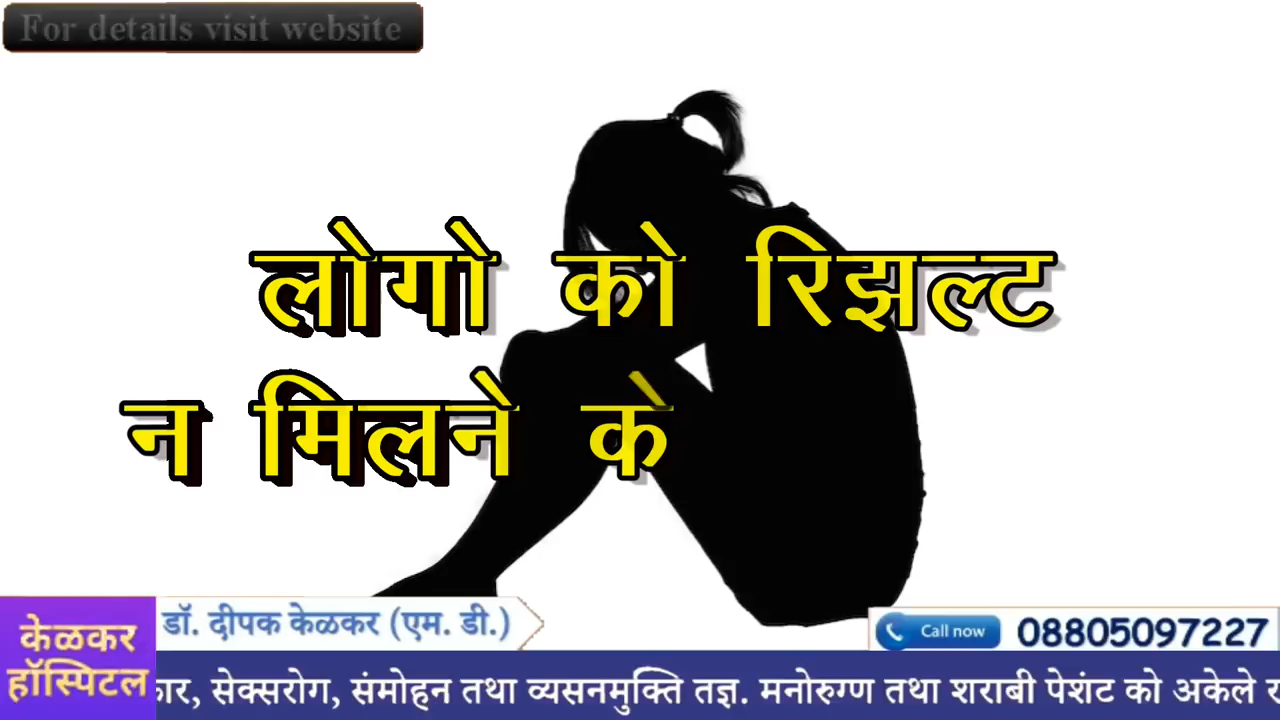 For details visit website
लोगो को रिझल्ट
न मिलने के
डॉ. दीपक केळकर (एम. डी.)
Call now 08805097227
केळकर
हॉस्पिटल
सेक्सरोग, संमोहन तथा व्यसनमुक्ति तज्ञ. मनोरुग्ण तथा शराबी पेशंट को अकेले